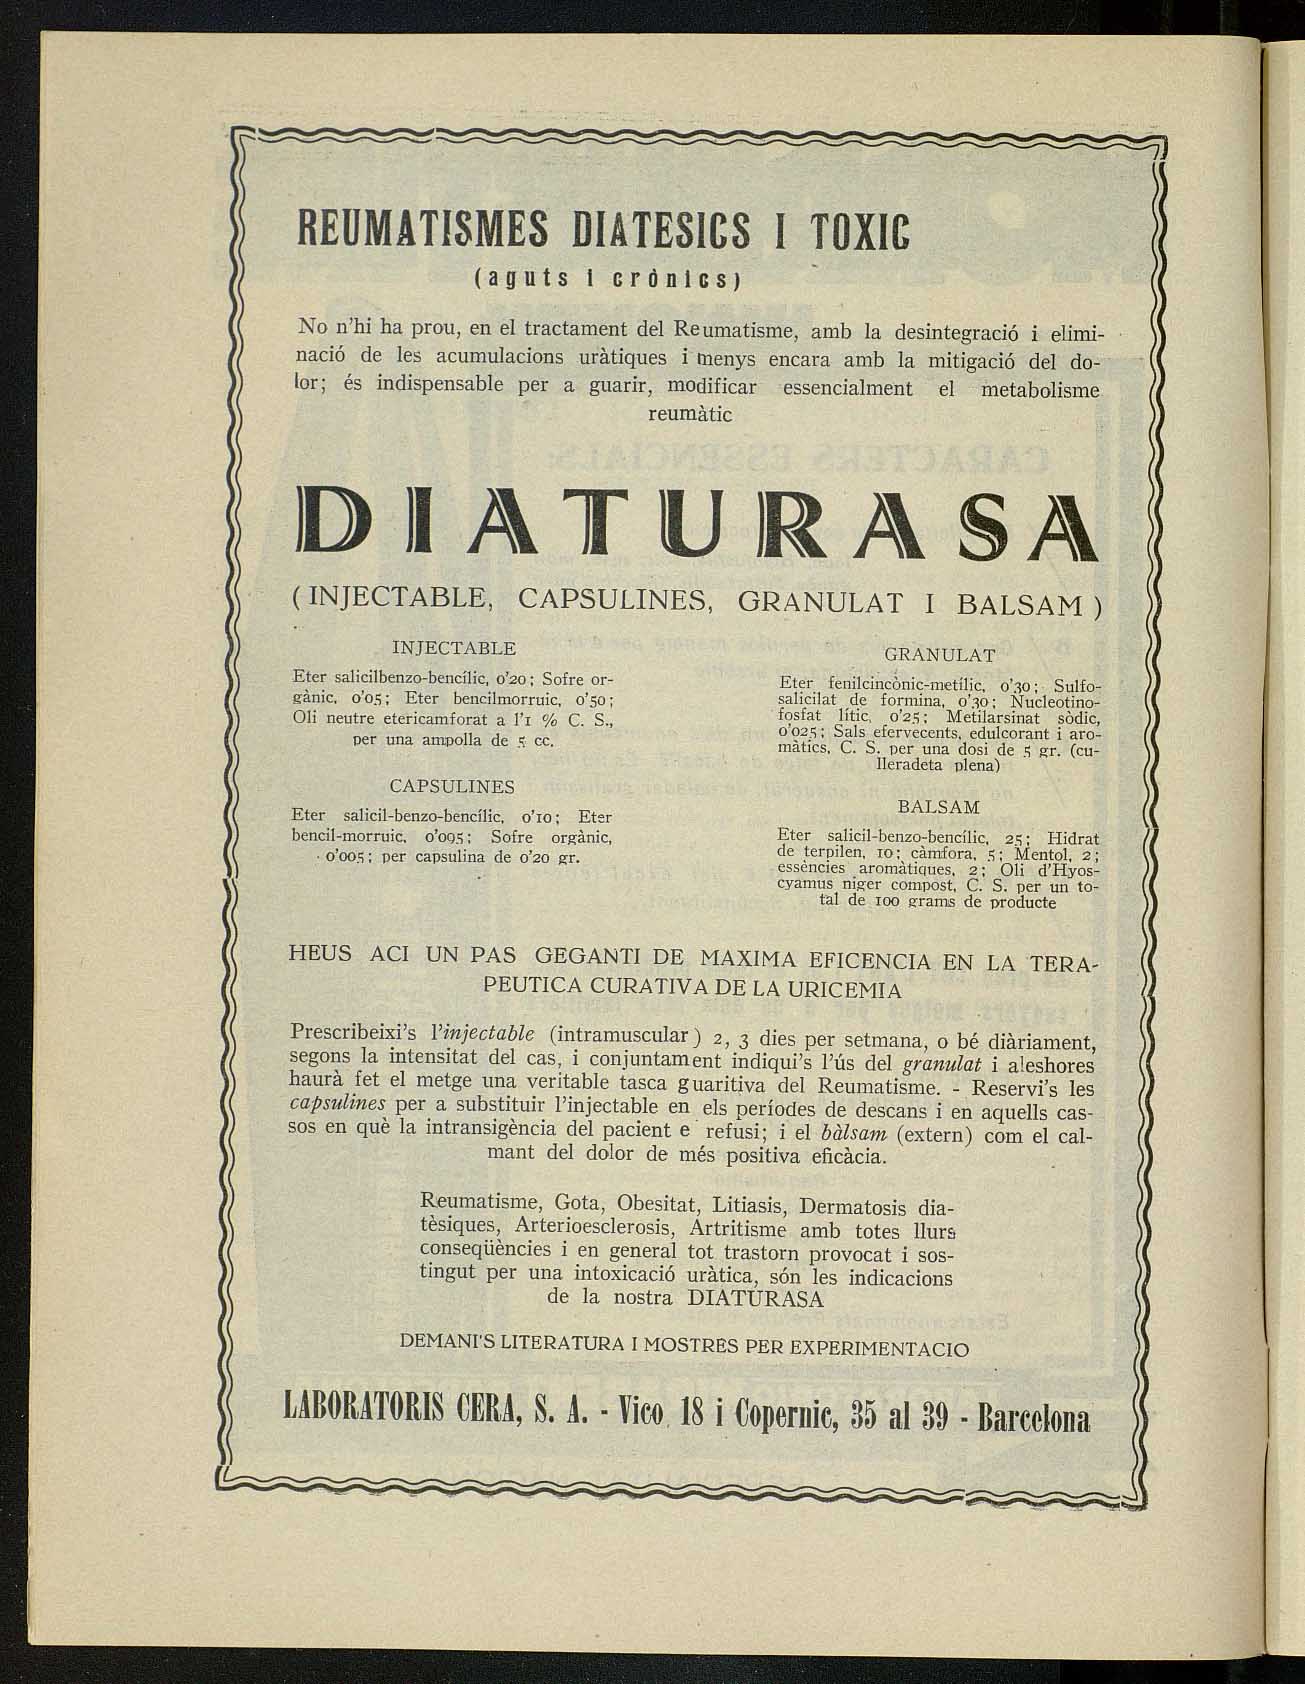 REUMATISMES DIATESICS I TOXIC
(aguts i crònics)
No n'hi ha prou, en el tractament del Reumatisme, amb la desintegració i elimi-
nació de les acumulacions uràtiques i menys encara amb la mitigació del do-
lor; és indispensable per a guarir, modificar essencialment el metabolisme
reumàtic
DIATURASA
(INJECTABLE, CAPSULINES, GRANULAT I BALSAM)
INJECTABLE
Eter salicilbenzo-bencílic, 0'20; Sofre or-
gànic, 0'05; Eter bencilmorruic, 0'50;
Oli neutre etericamforat a l'1 % C. S.,
per una ampolla de 5 cc.
CAPSULINES
Eter salicil-benzo-bencílic, 0'10; Eter
bencil-morruic, 0'095; Sofre orgànic,
0'005; per capsulina de 0'20 gr.
GRANULAT
Eter fenilcincònic-metílic, 0'30; Sulfo-
salicilat de formina, 0'30; Nucleotino-
fosfat lític, 0'25; Metilarsinat sòdic,
0'025; Sals efervecents, edulcorant i aro-
màtics, C. S. per una dosi de 5 gr. (cu-
lleradeta plena)
BALSAM
Eter salicil-benzo-bencílic, 25; Hidrat
de terpilen, 10; càmfora, 5; Mentol, 2;
essències aromàtiques, 2; Oli d'Hyos-
cyamus niger compost, C. S. per un to-
tal de 100 grams de producte
HEUS ACI UN PAS GEGANTI DE MAXIMA EFICENCIA EN LA TERA-
PEUTICA CURATIVA DE LA URICEMIA
Prescribeixi's l'injectable (intramuscular) 2, 3 dies per setmana, o bé diàriament,
segons la intensitat del cas, i conjuntament indiqui's l'ús del granulat i aleshores
haurà fet el metge una veritable tasca guaritiva del Reumatisme. - Reservi's les
capsulines per a substituir l'injectable en els períodes de descans i en aquells cas-
sos en què la intransigència del pacient e refusi; i el bàlsam (extern) com el cal-
mant del dolor de més positiva eficàcia.
Reumatisme, Gota, Obesitat, Litiasis, Dermatosis dia-
tèsiques, Arterioesclerosis, Artritisme amb totes llurs
conseqüències i en general tot trastorn provocat i sos-
tingut per una intoxicació uràtica, són les indicacions
de la nostra DIATURASA
DEMANI'S LITERATURA I MOSTRES PER EXPERIMENTACIO
LABORATORIS CERA, S. A. - Vico, 18 i Copernic, 35 al 39 - Barcelona